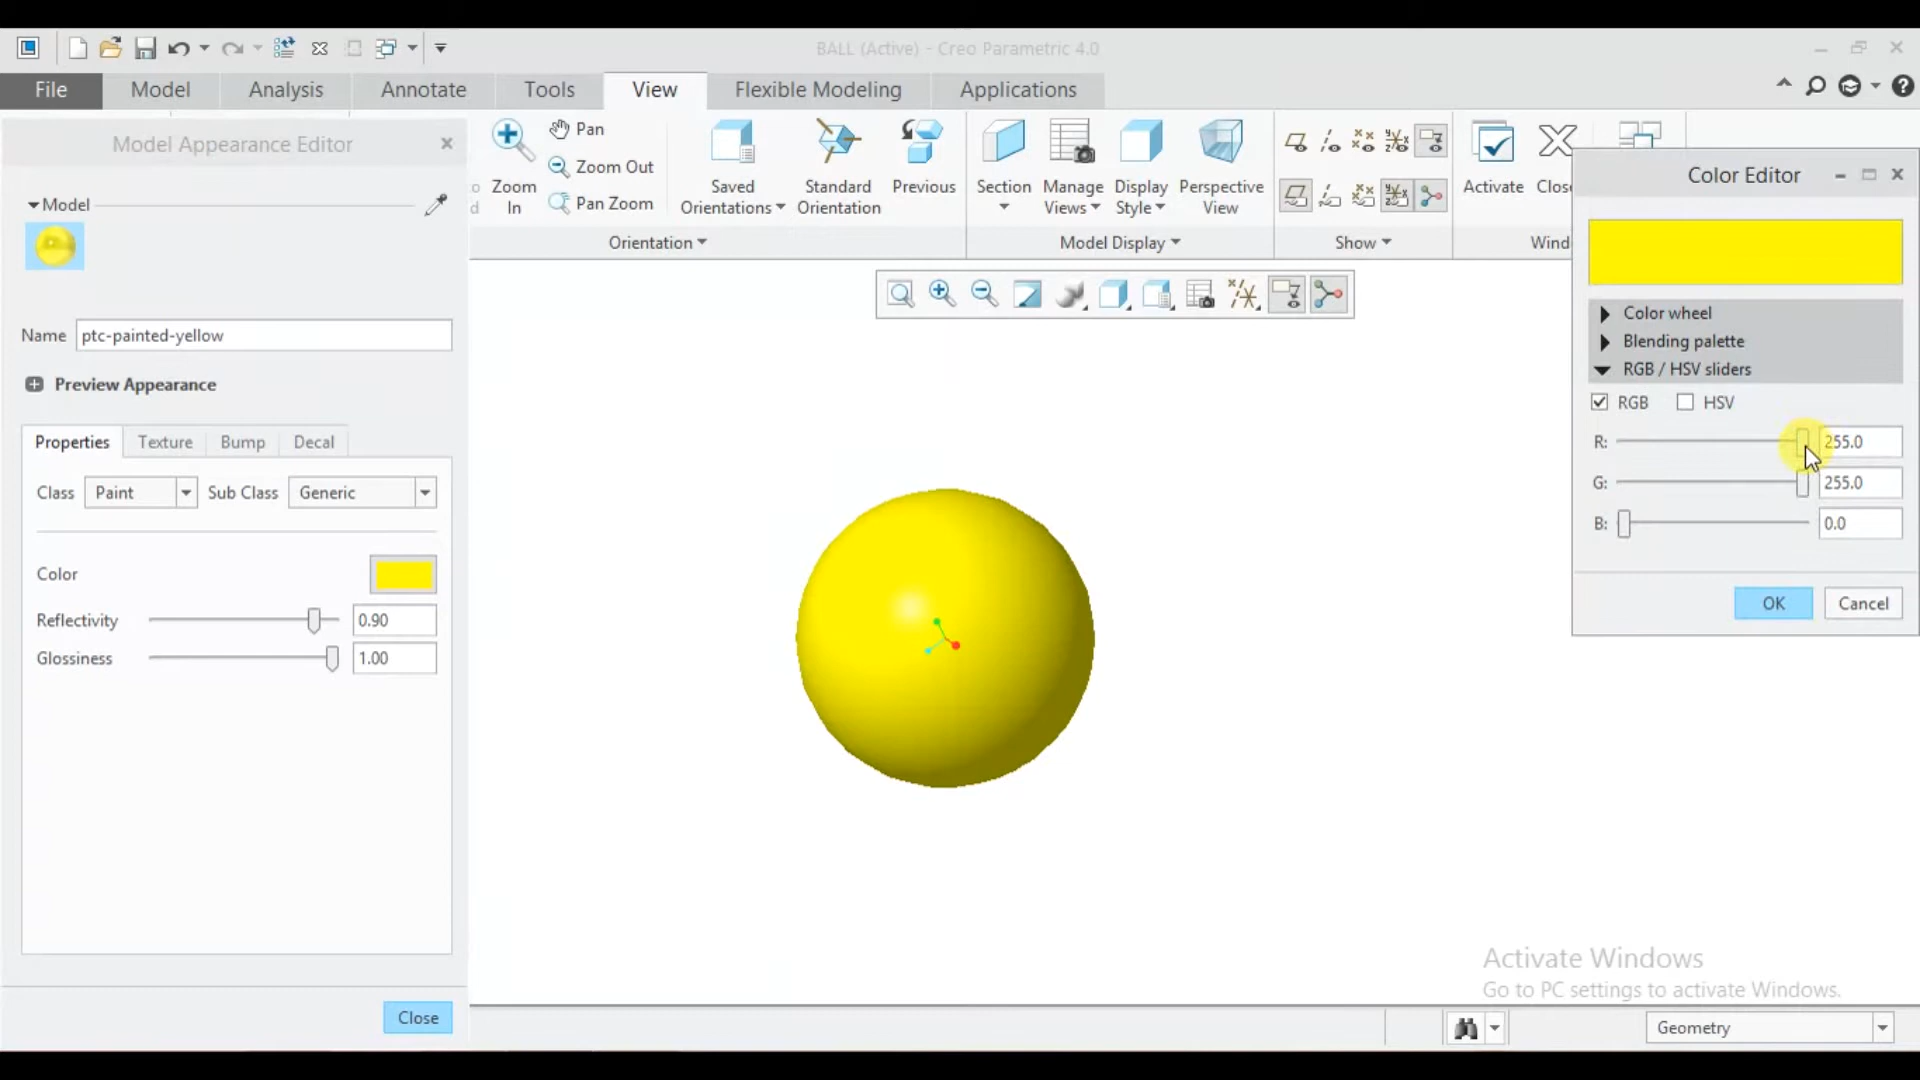 BALL (Active) - Creo Parametric 4.0
File
Model
Analysis
Annotate
Tools
View
Flexible Modeling
Applications
Model Appearance Editor
Model
Name
ptc-painted-yellow
Preview Appearance
Properties
Texture
Bump
Decal
Class
Paint
Sub Class
Generic
Color
Reflectivity
0.90
Glossiness
1.00
Close
Zoom
In
Pan
Zoom Out
Pan Zoom
Saved
Orientations
Standard
Orientation
Previous
Orientation
Section
Manage
Views
Display
Style
Perspective
View
Model Display
Show
Activate
Clos
Wind
Color Editor
Color wheel
Blending palette
RGB / HSV sliders
RGB
HSV
R:
255.0
G:
255.0
B:
0.0
OK
Cancel
Activate Windows
Go to PC settings to activate Windows.
Geometry